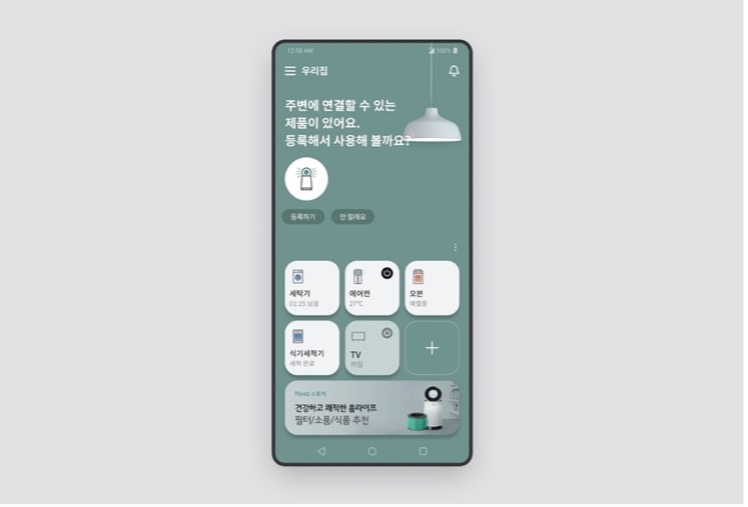 12:38 AM 100%
우리집
주변에 연결할 수 있는
제품이 있어요.
등록해서 사용해 볼까요?
등록하기 안 할래요
세탁기 에어컨 오븐
01:25 남음 27°C 예열중
식기세척기 TV
세척 완료 꺼짐
ThinQ 스토어
건강하고 쾌적한 홈라이프
필터/소품/식품 추천